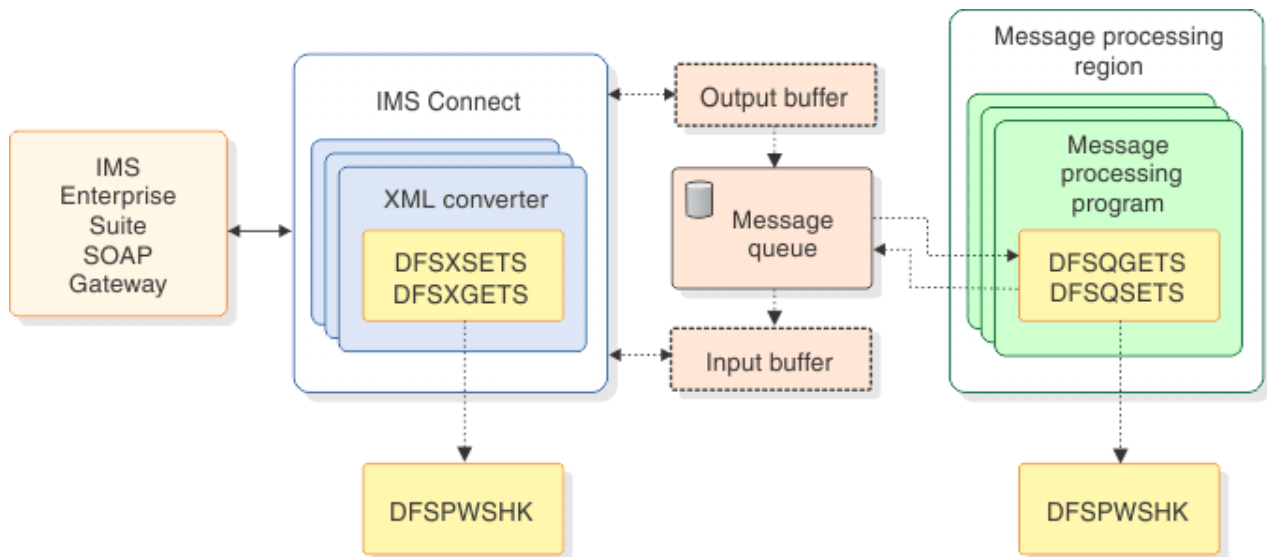 IMS
Enterprise
Suite
SOAP
Gateway
IMS Connect
XML converter
DFSXSETS
DFSXGETS
DFSPWSHK
Output buffer
Message
queue
Input buffer
Message processing
region
Message
processing
program
DFSQGETS
DFSQSETS
DFSPWSHK